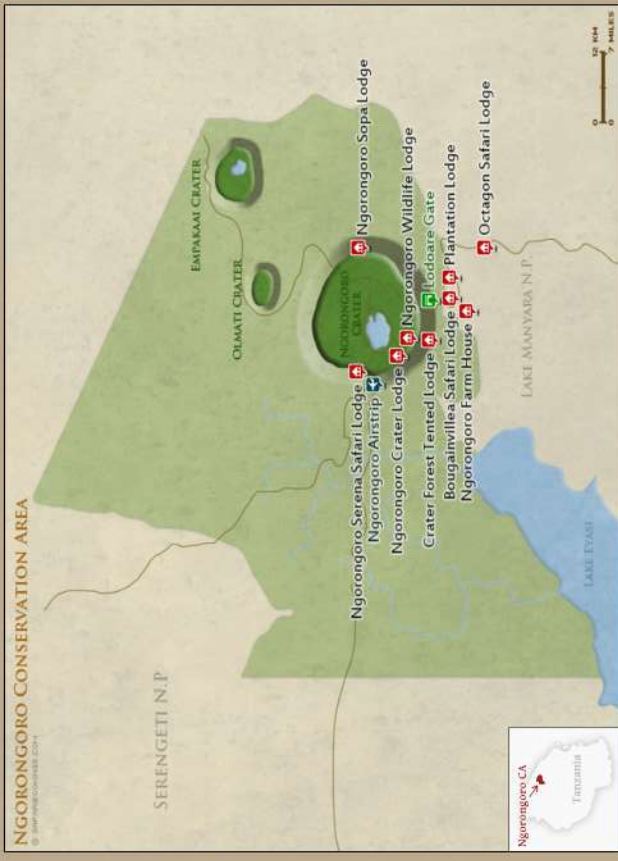 NGORONGORO CONSERVATION AREA
SERENGETI N.P
EMPAKAAI CRATER
OLMATI CRATER
NGORONGORO
CRATER
Ngorongoro Sopa Lodge
Ngorongoro Serena Safari Lodge
Ngorongoro Airstrip
Ngorongoro Crater Lodge
Ngorongoro Wildlife Lodge
Crater Forest Tented Lodge
Lodoare Gate
Bougainvillea Safari Lodge
Plantation Lodge
Ngorongoro Farm House
Octagon Safari Lodge
LAKE MANYARA N.P.
LAKE EYASI
Ngorongoro CA
Tanzania
0 12 KM
0 7 MILES